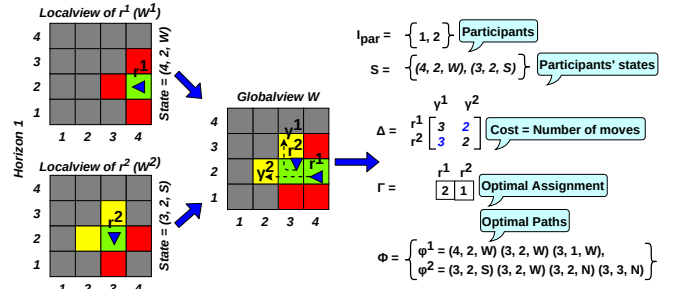 Localview of r¹ (W¹)
4
3
2
1
r¹
1 2 3 4
State = (4, 2, W)
Horizon 1
Localview of r² (W²)
4
3
2
1
r²
1 2 3 4
State = (3, 2, S)
Globalview W
4
3
2
1
γ¹
r²
r¹
γ²
1 2 3 4
I_par = {1, 2}
Participants
S = {(4, 2, W), (3, 2, S)}
Participants' states
γ¹ γ²
Δ =
r¹ 3 2
r² 3 2
Cost = Number of moves
r¹ r²
Γ = 2 1
Optimal Assignment
Optimal Paths
Φ =
φ¹ = (4, 2, W) (3, 2, W) (3, 1, W),
φ² = (3, 2, S) (3, 2, W) (3, 2, N) (3, 3, N)